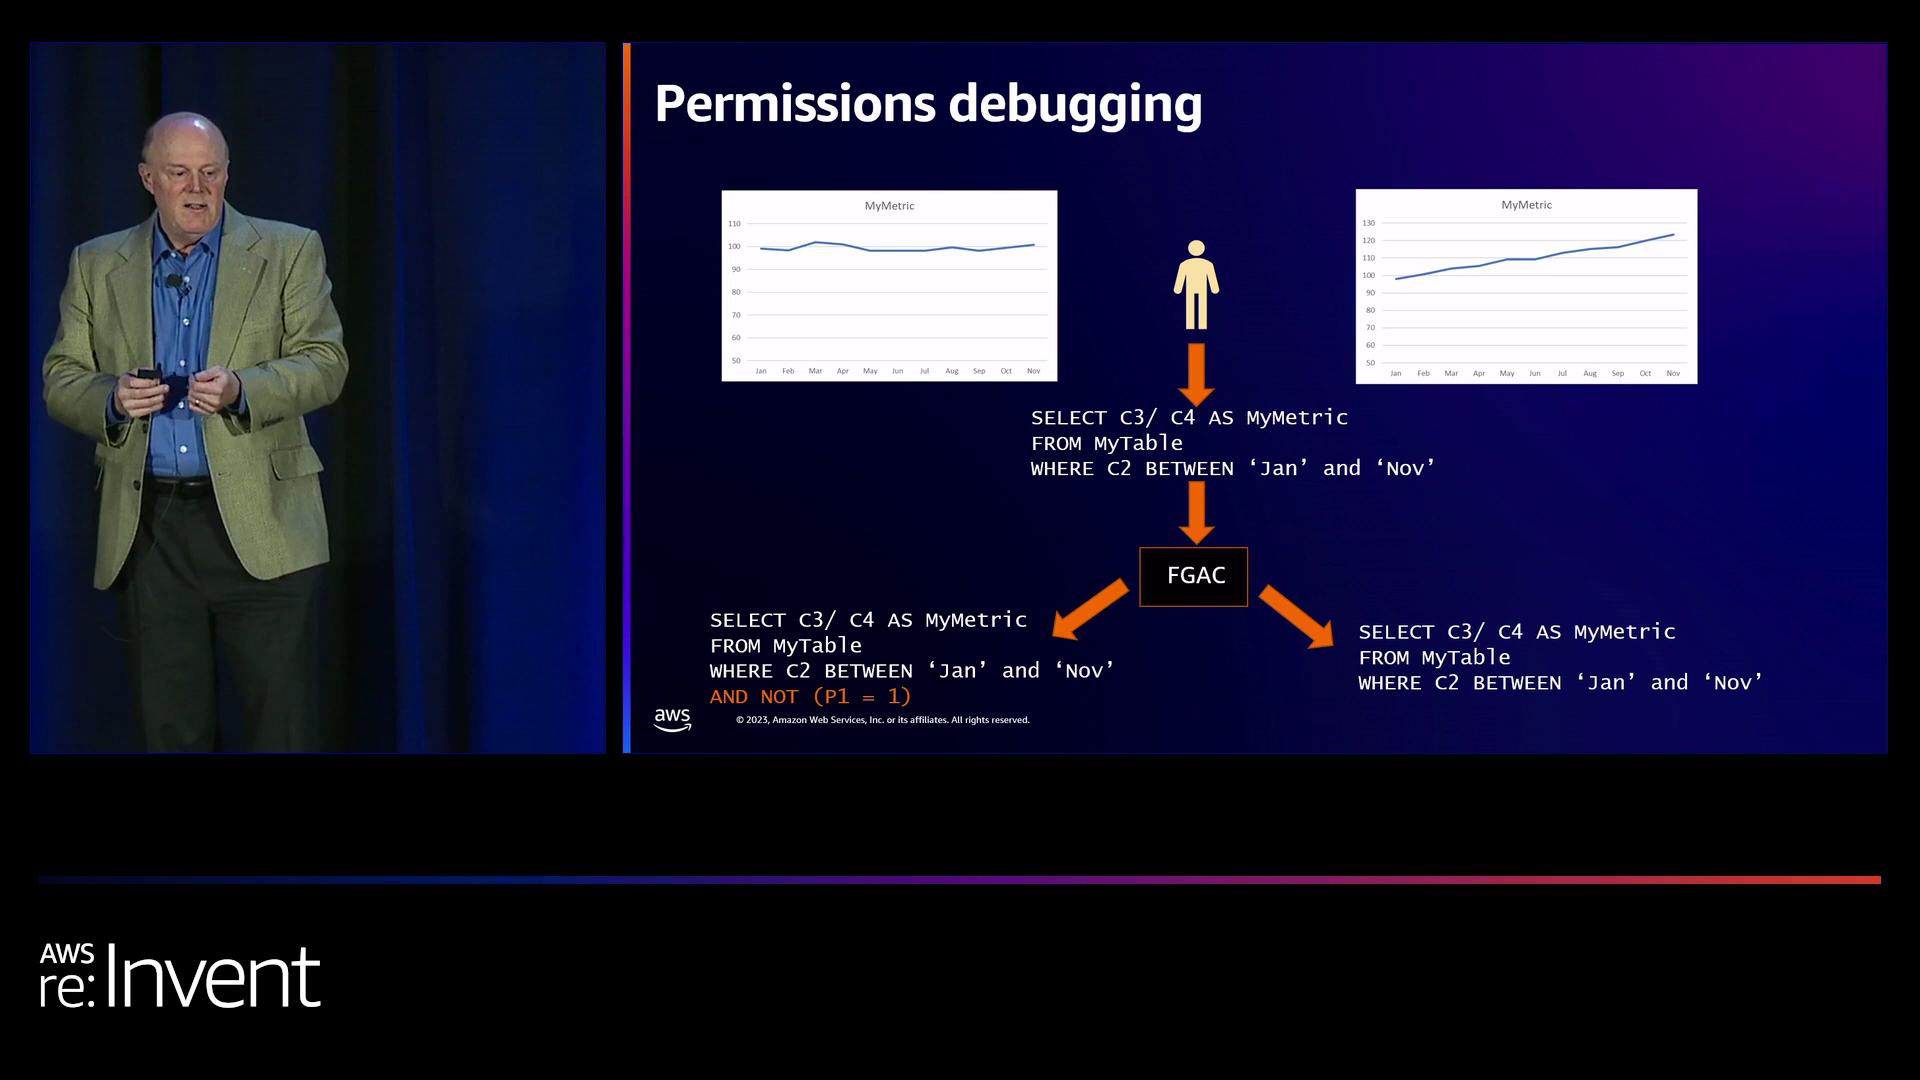 Permissions debugging
MyMetric
110
100
90
80
70
60
50
Jan Feb Mar Apr May Jun Jul Aug Sep Oct Nov
MyMetric
130
120
110
100
90
80
70
60
50
Jan Feb Mar Apr May Jun Jul Aug Sep Oct Nov
SELECT C3/ C4 AS MyMetric
FROM MyTable
WHERE C2 BETWEEN ‘Jan’ and ‘Nov’
FGAC
SELECT C3/ C4 AS MyMetric
FROM MyTable
WHERE C2 BETWEEN ‘Jan’ and ‘Nov’
AND NOT (P1 = 1)
SELECT C3/ C4 AS MyMetric
FROM MyTable
WHERE C2 BETWEEN ‘Jan’ and ‘Nov’
aws
© 2023, Amazon Web Services, Inc. or its affiliates. All rights reserved.
AWS
re:Invent